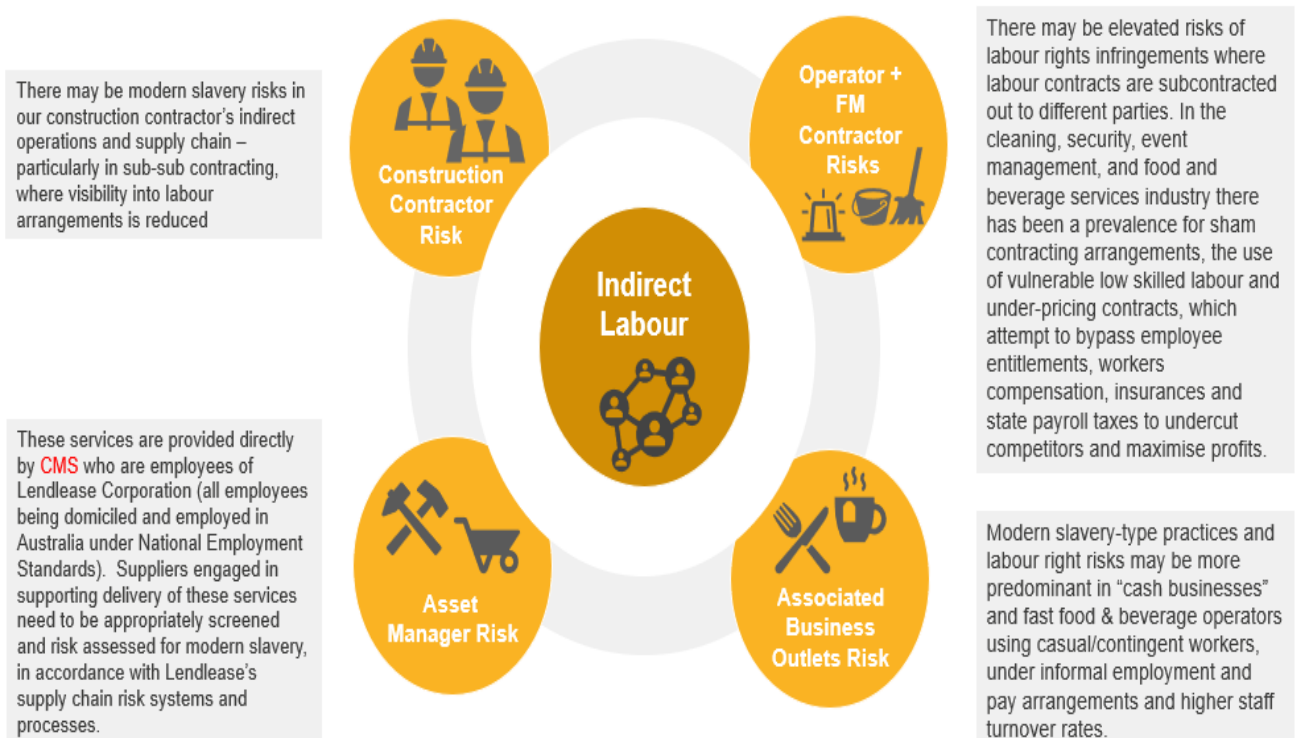 There may be modern slavery risks in
our construction contractor's indirect
operations and supply chain –
particularly in sub-sub contracting,
where visibility into labour
arrangements is reduced
Construction
Contractor
Risk
Operator +
FM
Contractor
Risks
There may be elevated risks of
labour rights infringements where
labour contracts are subcontracted
out to different parties. In the
cleaning, security, event
management, and food and
beverage services industry there
has been a prevalence for sham
contracting arrangements, the use
of vulnerable low skilled labour and
under-pricing contracts, which
attempt to bypass employee
entitlements, workers
compensation, insurances and
state payroll taxes to undercut
competitors and maximise profits.
Indirect
Labour
These services are provided directly
by CMS who are employees of
Lendlease Corporation (all employees
being domiciled and employed in
Australia under National Employment
Standards).  Suppliers engaged in
supporting delivery of these services
need to be appropriately screened
and risk assessed for modern slavery,
in accordance with Lendlease's
supply chain risk systems and
processes.
Asset
Manager Risk
Associated
Business
Outlets Risk
Modern slavery-type practices and
labour right risks may be more
predominant in “cash businesses”
and fast food & beverage operators
using casual/contingent workers,
under informal employment and
pay arrangements and higher staff
turnover rates.